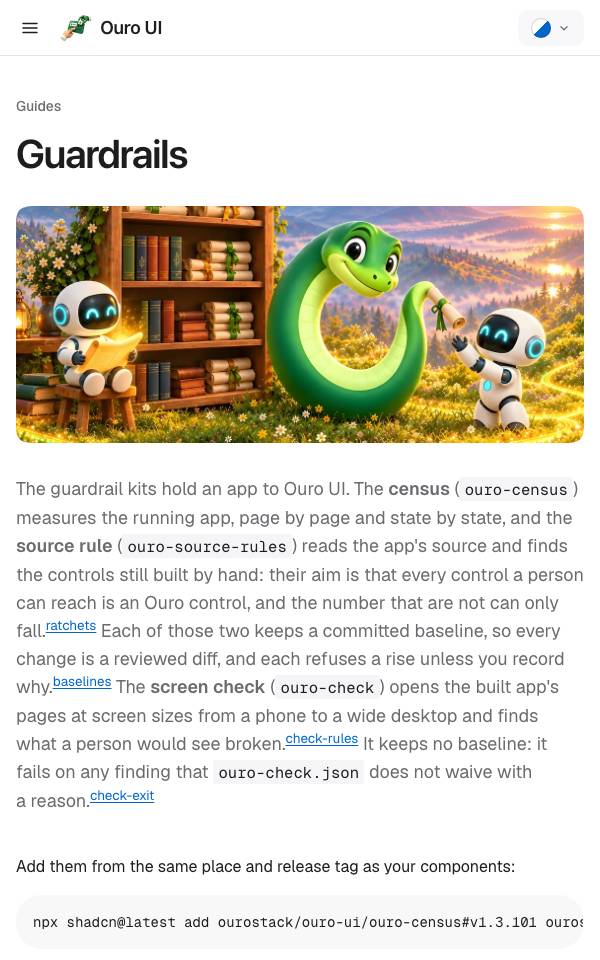 Ouro UI
Guides
Guardrails
The guardrail kits hold an app to Ouro UI. The census ( ouro-census )
measures the running app, page by page and state by state, and the
source rule ( ouro-source-rules ) reads the app's source and finds
the controls still built by hand: their aim is that every control a person
can reach is an Ouro control, and the number that are not can only
fall.ratchets Each of those two keeps a committed baseline, so every
change is a reviewed diff, and each refuses a rise unless you record
why.baselines The screen check ( ouro-check ) opens the built app's
pages at screen sizes from a phone to a wide desktop and finds
what a person would see broken.check-rules It keeps no baseline: it
fails on any finding that ouro-check.json does not waive with
a reason.check-exit
Add them from the same place and release tag as your components:
npx shadcn@latest add ourostack/ouro-ui/ouro-census#v1.3.101 ouros